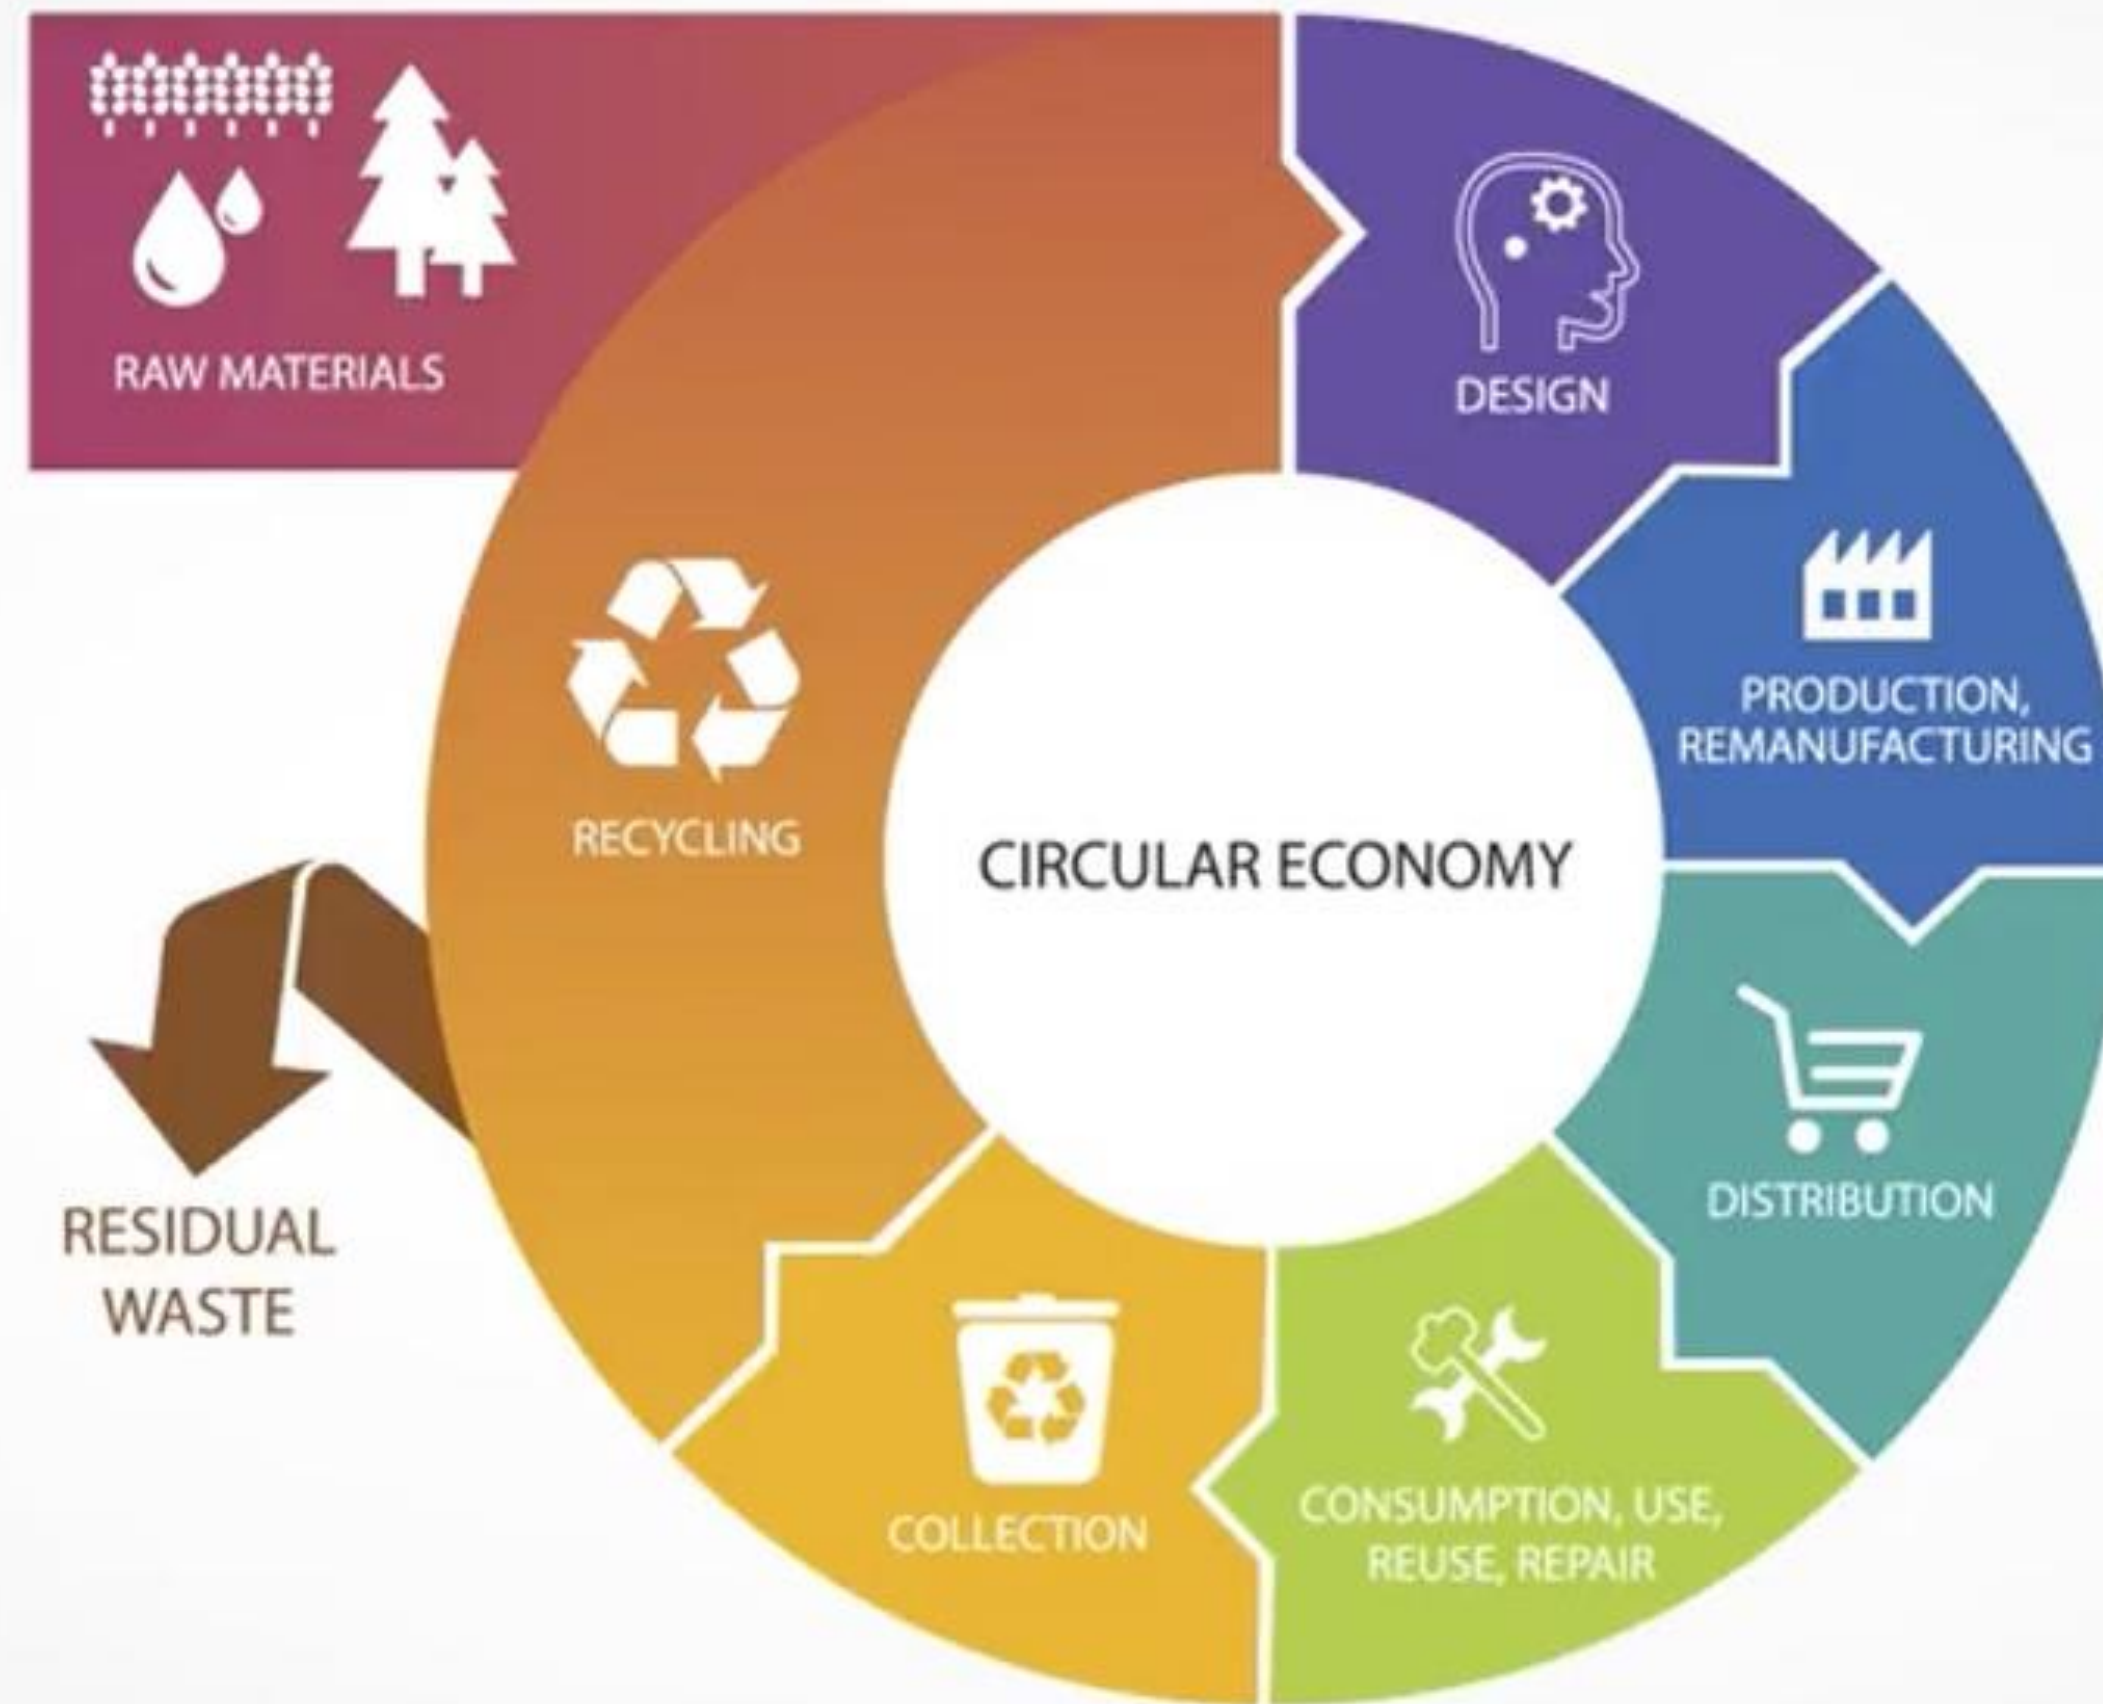 RAW MATERIALS
DESIGN
PRODUCTION,
REMANUFACTURING
RECYCLING
CIRCULAR ECONOMY
DISTRIBUTION
RESIDUAL
WASTE
COLLECTION
CONSUMPTION, USE,
REUSE, REPAIR